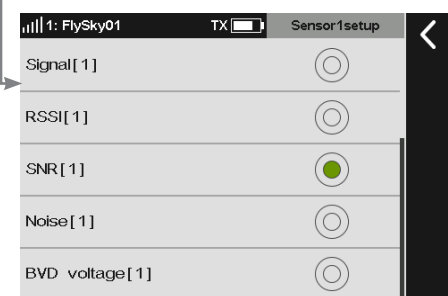 1: FlySky01 TX Sensor1setup
Signal[1]
RSSI[1]
SNR[1]
Noise[1]
BVD voltage[1]